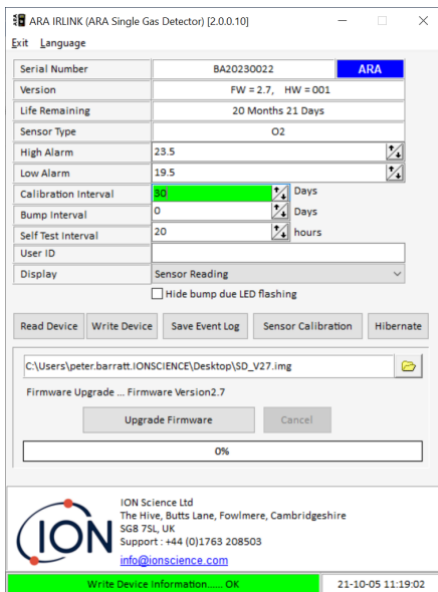 ARA IRLINK (ARA Single Gas Detector) [2.0.0.10]
Exit Language
Serial Number BA20230022 ARA
Version FW = 2.7, HW = 001
Life Remaining 20 Months 21 Days
Sensor Type O2
High Alarm 23.5
Low Alarm 19.5
Calibration Interval 30 Days
Bump Interval 0 Days
Self Test Interval 20 hours
User ID
Display Sensor Reading
Hide bump due LED flashing
Read Device Write Device Save Event Log Sensor Calibration Hibernate
C:\Users\peter.barratt.IONSCIENCE\Desktop\SD_V27.img
Firmware Upgrade ... Firmware Version2.7
Upgrade Firmware Cancel
0%
ION
ION Science Ltd
The Hive, Butts Lane, Fowlmere, Cambridgeshire
SG8 7SL, UK
Support : +44 (0)1763 208503
info@ionscience.com
Write Device Information...... OK 21-10-05 11:19:02